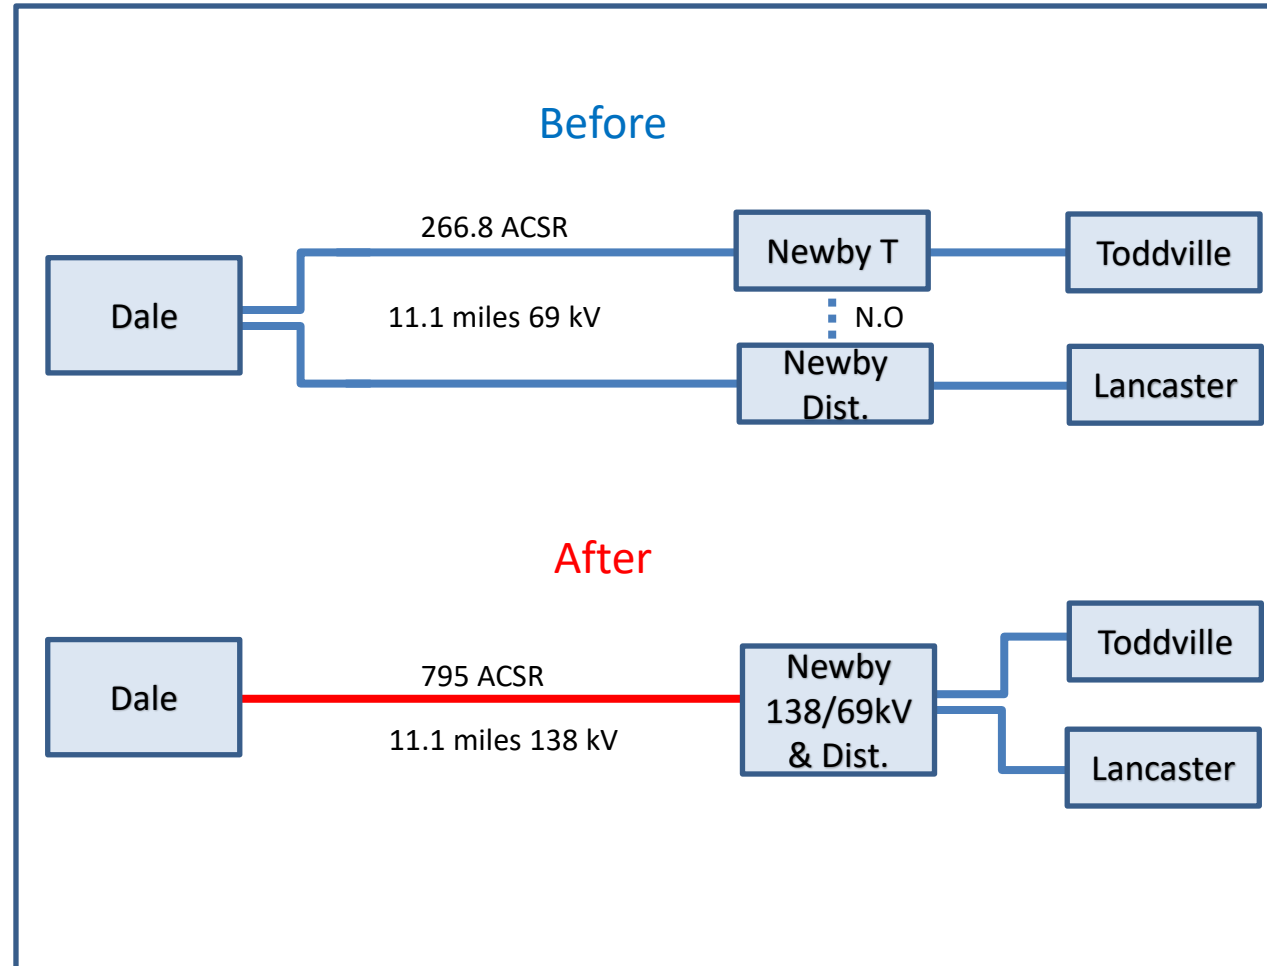 Before
266.8 ACSR
Newby T
Toddville
Dale
11.1 miles 69 kV
N.O
Newby
Dist.
Lancaster
After
795 ACSR
Dale
11.1 miles 138 kV
Newby
138/69kV
& Dist.
Toddville
Lancaster